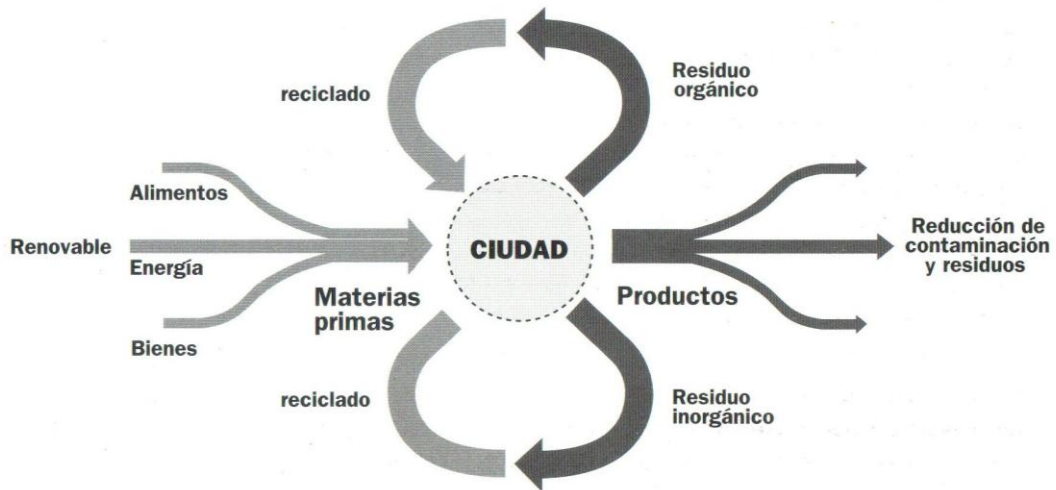 reciclado
Residuo
orgánico
Alimentos
Renovable
Energía
Bienes
Materias
primas
CIUDAD
Productos
Reducción de
contaminación
y residuos
reciclado
Residuo
inorgánico